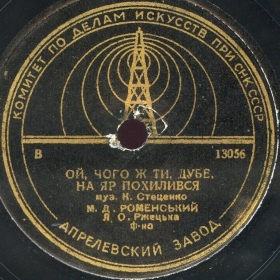 КОМИТЕТ ПО ДЕЛАМ ИСКУССТВ ПРИ СНК СССР
В 13056
ОЙ, ЧОГО Ж ТИ, ДУБЕ,
НА ЯР ПОХИЛИВСЯ
муз. К. Стеценко
М. Д. РОМЕНСЬКИЙ
Л. О. Ржецька
ф-но
АПРЕЛЕВСКИЙ ЗАВОД